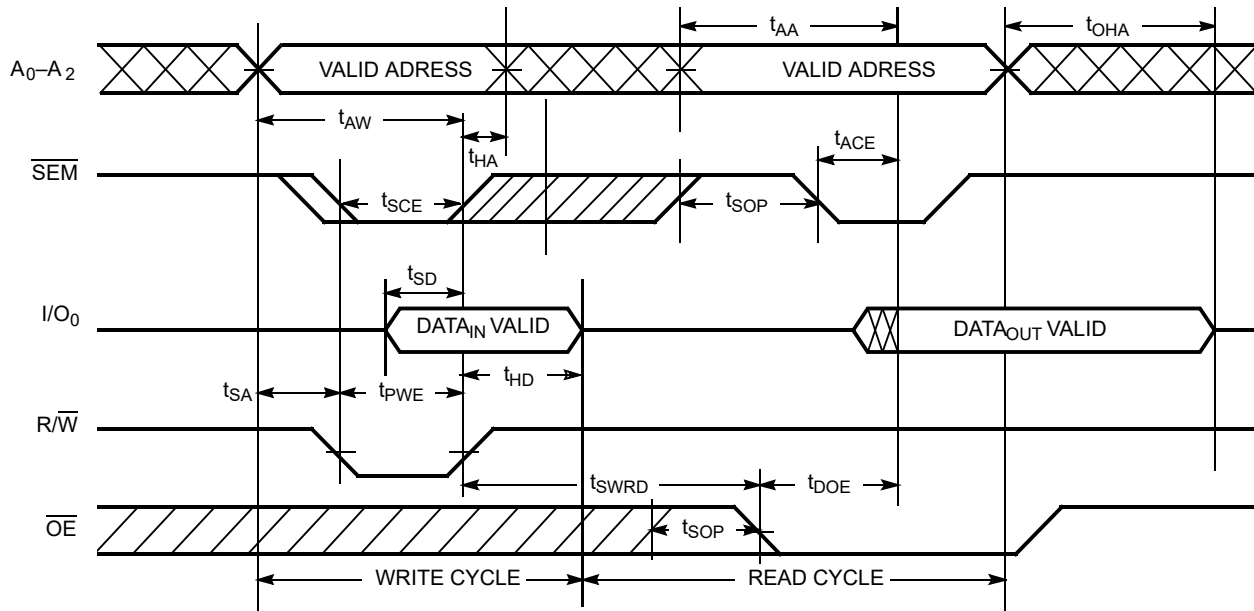 tAA
tOHA
A0–A2
VALID ADRESS
VALID ADRESS
tAW
tHA
tACE
SEM
tSCE
tSOP
tSD
I/O0
DATAIN VALID
DATAOUT VALID
tSA
tPWE
tHD
R/W
tSWRD
tDOE
OE
tSOP
WRITE CYCLE
READ CYCLE